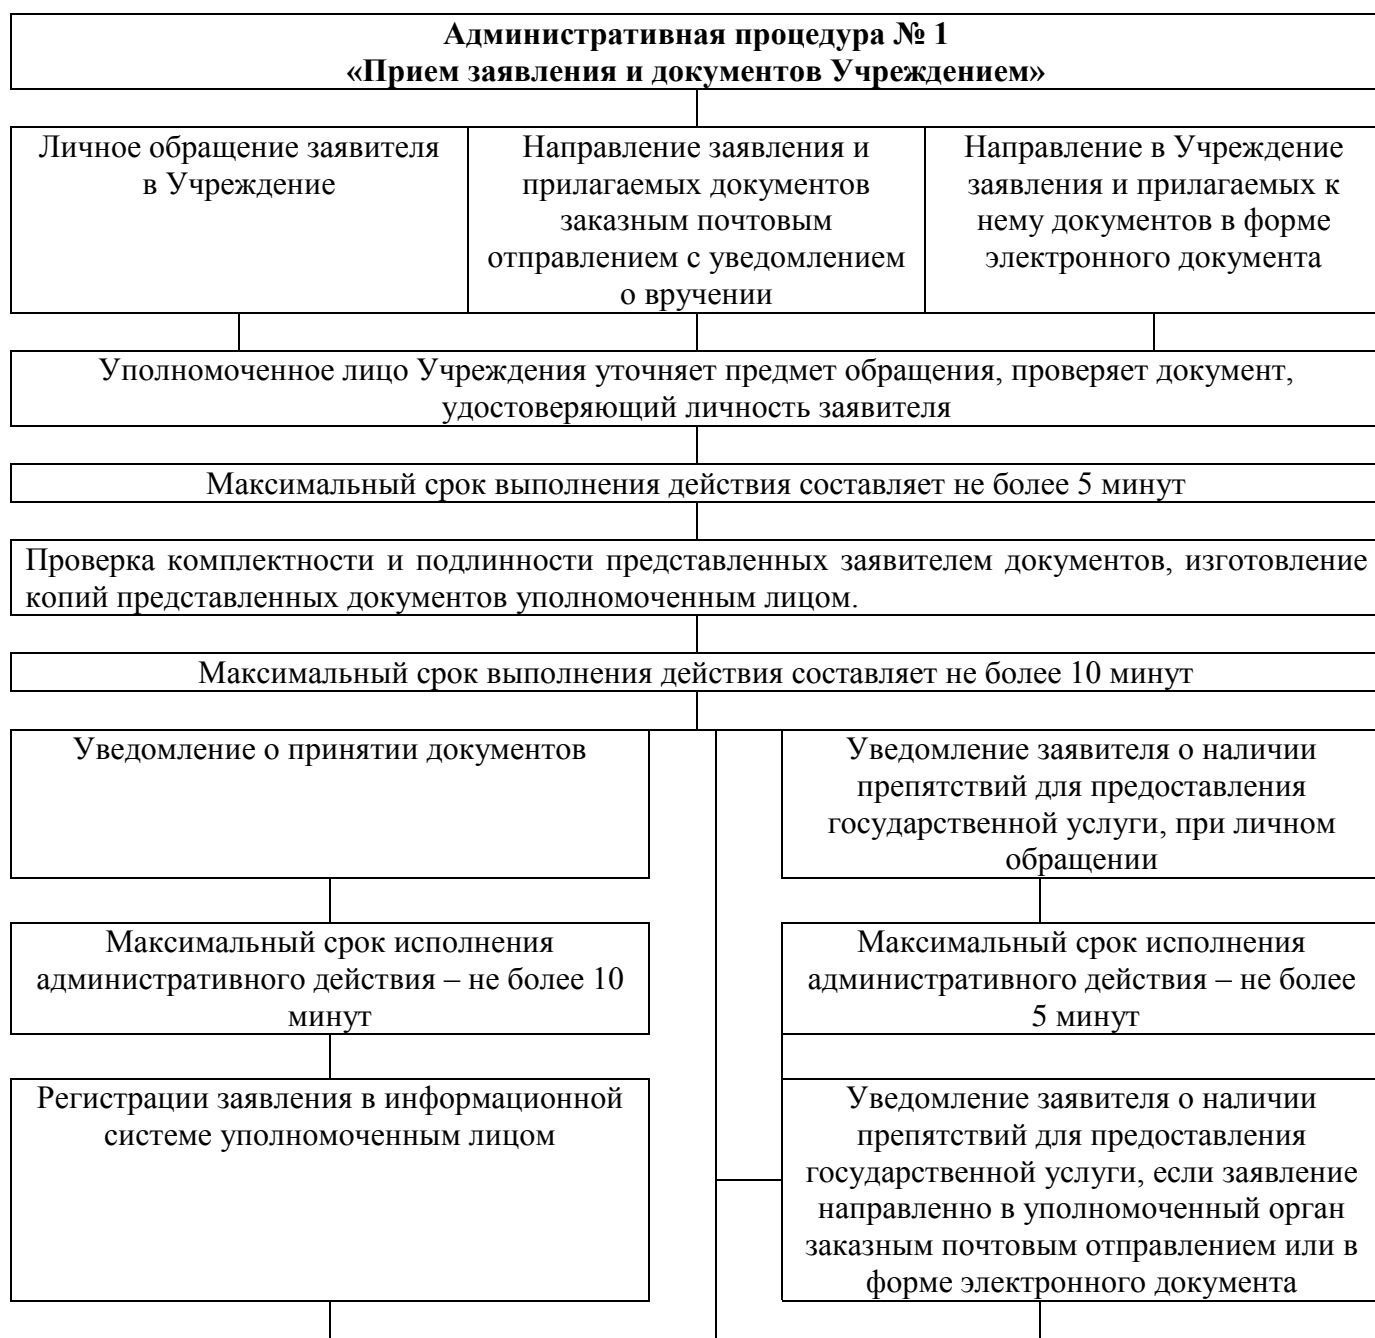 Административная процедура № 1
«Прием заявления и документов Учреждением»
Личное обращение заявителя
в Учреждение
Направление заявления и
прилагаемых документов
заказным почтовым
отправлением с уведомлением
о вручении
Направление в Учреждение
заявления и прилагаемых к
нему документов в форме
электронного документа
Уполномоченное лицо Учреждения уточняет предмет обращения, проверяет документ,
удостоверяющий личность заявителя
Максимальный срок выполнения действия составляет не более 5 минут
Проверка комплектности и подлинности представленных заявителем документов, изготовление
копий представленных документов уполномоченным лицом.
Максимальный срок выполнения действия составляет не более 10 минут
Уведомление о принятии документов
Уведомление заявителя о наличии
препятствий для предоставления
государственной услуги, при личном
обращении
Максимальный срок исполнения
административного действия – не более 10
минут
Максимальный срок исполнения
административного действия – не более
5 минут
Регистрации заявления в информационной
системе уполномоченным лицом
Уведомление заявителя о наличии
препятствий для предоставления
государственной услуги, если заявление
направленно в уполномоченный орган
заказным почтовым отправлением или в
форме электронного документа